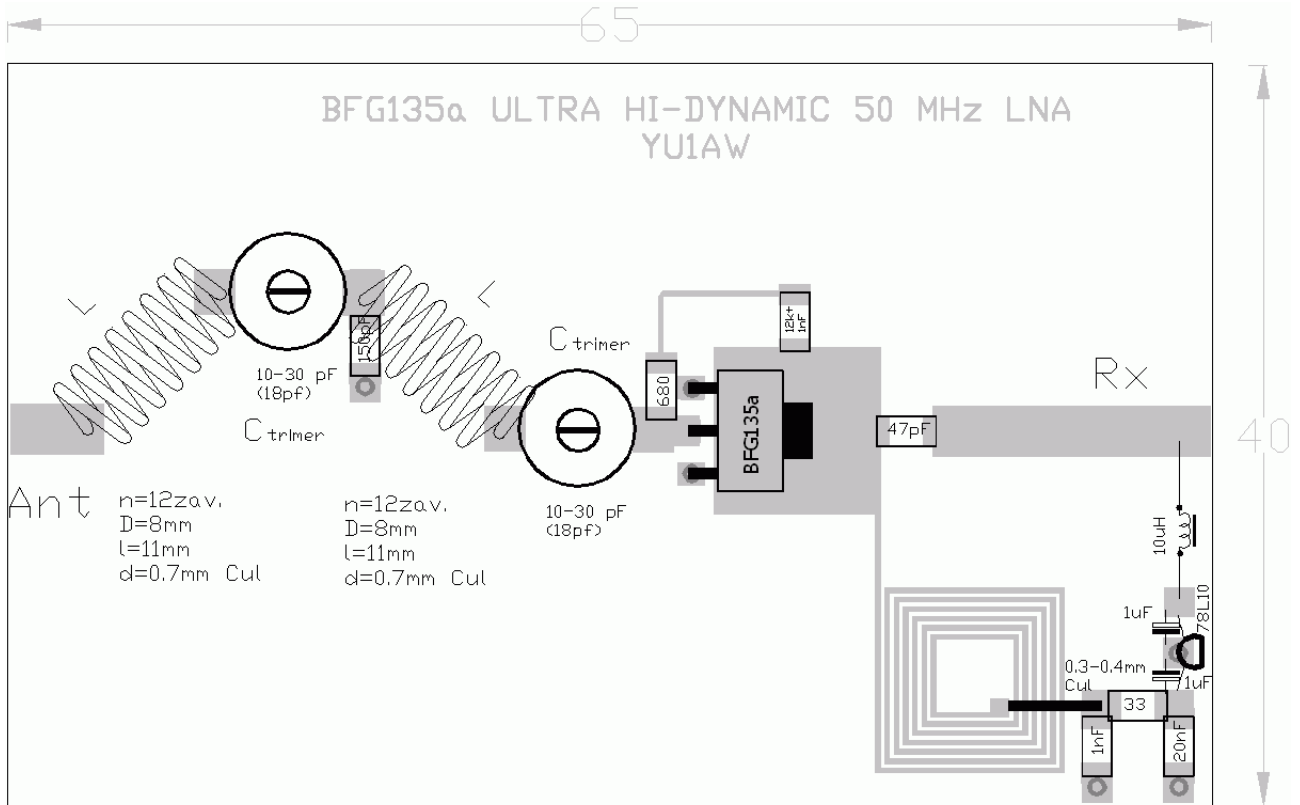 65
BFG135a ULTRA HI-DYNAMIC 50 MHz LNA
YU1AW
L
L
150pF
10-30 pF
(18pf)
Ctrimer
Ctrimer
12k+
1nF
680
BFG135a
47pF
Rx
40
Ant
n=12zav.
D=8mm
l=11mm
d=0.7mm Cul
n=12zav.
D=8mm
l=11mm
d=0.7mm Cul
10-30 pF
(18pf)
10uH
78L10
1uF
0.3-0.4mm
Cul
1uF
33
1nF
20nF